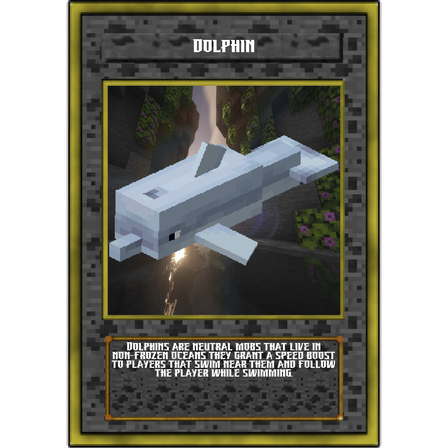 Dolphin
Dolphins are neutral mobs that live in
non-frozen oceans they grant a speed boost
to players that swim near them and follow
the player while swimming.